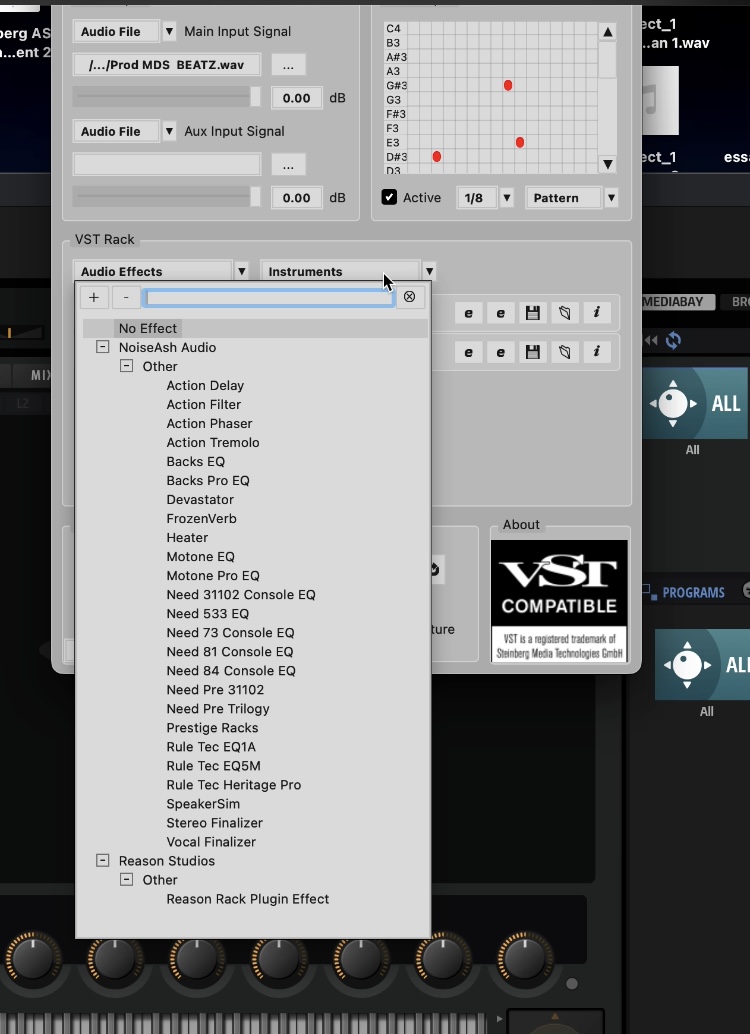 ect_1
berg AS
...ent 2
..an 1.wav
Audio File ▼ Main Input Signal
/.../Prod MDS BEATZ.wav ...
0.00 dB
Audio File ▼ Aux Input Signal
...
0.00 dB
C4
B3
A#3
A3
G#3
G3
F#3
F3
E3
D#3
D3
Active 1/8 ▼ Pattern ▼
ect_1
essa
VST Rack
Audio Effects ▼ Instruments ▼
+ -
No Effect
NoiseAsh Audio
Other
Action Delay
Action Filter
Action Phaser
Action Tremolo
Backs EQ
Backs Pro EQ
Devastator
FrozenVerb
Heater
Motone EQ
Motone Pro EQ
Need 31102 Console EQ
Need 533 EQ
Need 73 Console EQ
Need 81 Console EQ
Need 84 Console EQ
Need Pre 31102
Need Pre Trilogy
Prestige Racks
Rule Tec EQ1A
Rule Tec EQ5M
Rule Tec Heritage Pro
SpeakerSim
Stereo Finalizer
Vocal Finalizer
Reason Studios
Other
Reason Rack Plugin Effect
e e i
e e i
MEDIABAY BRO
MIX
L2
ALL
All
About
VST
COMPATIBLE
VST is a registered trademark of
Steinberg Media Technologies GmbH
ture
PROGRAMS
ALL
All